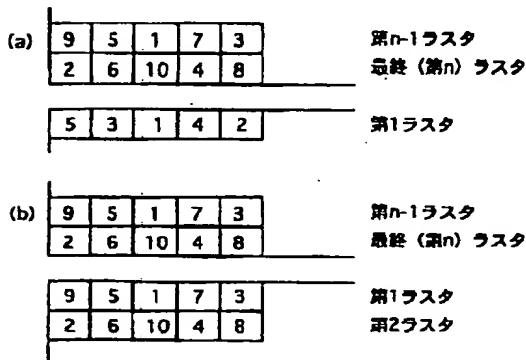 (a) 9 5 1 7 3 第n-1ラスタ
2 6 10 4 8 最終（第n）ラスタ
5 3 1 4 2 第1ラスタ
(b) 9 5 1 7 3 第n-1ラスタ
2 6 10 4 8 最終（第n）ラスタ
9 5 1 7 3 第1ラスタ
2 6 10 4 8 第2ラスタ